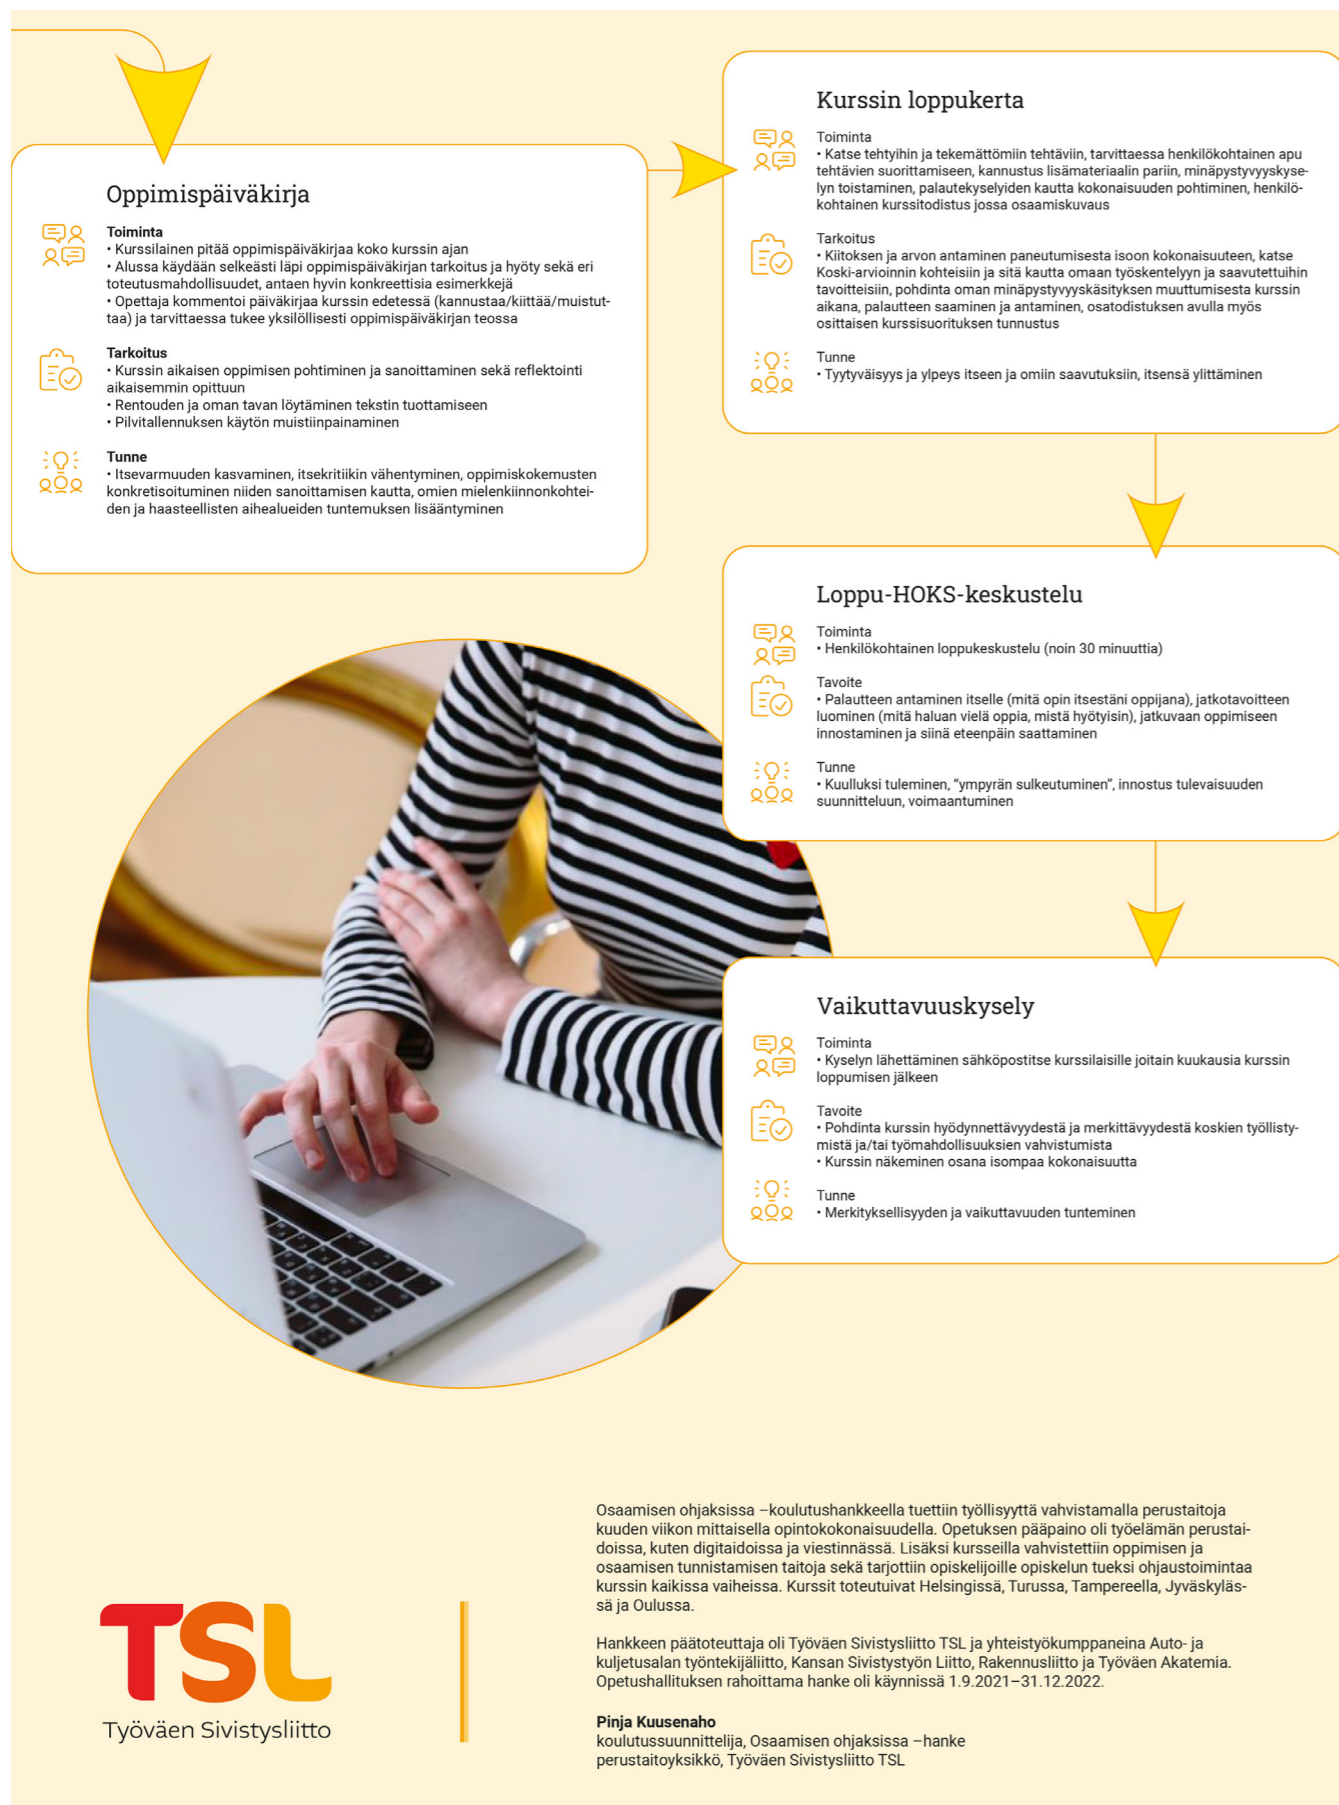 Oppimispäiväkirja
Toiminta
• Kurssilainen pitää oppimispäiväkirjaa koko kurssin ajan
• Alussa käydään selkeästi läpi oppimispäiväkirjan tarkoitus ja hyöty sekä eri
toteutusmahdollisuudet, antaen hyvin konkreettisia esimerkkejä
• Opettaja kommentoi päiväkirjaa kurssin edetessä (kannustaa/kiittää/muistut-
taa) ja tarvittaessa tukee yksilöllisesti oppimispäiväkirjan teossa
Tarkoitus
• Kurssin aikaisen oppimisen pohtiminen ja sanoittaminen sekä reflektointi
aikaisemmin opittuun
• Rentouden ja oman tavan löytäminen tekstin tuottamiseen
• Pilvitallennuksen käytön muistiinpainaminen
Tunne
• Itsevarmuuden kasvaminen, itsekritiikin vähentyminen, oppimiskokemusten
konkretisoituminen niiden sanoittamisen kautta, omien mielenkiinnonkohtei-
den ja haasteellisten aihealueiden tuntemuksen lisääntyminen
Kurssin loppukerta
Toiminta
• Katse tehtyihin ja tekemättömiin tehtäviin, tarvittaessa henkilökohtainen apu
tehtävien suorittamiseen, kannustus lisämateriaalin pariin, minäpystyvyyskyse-
lyn toistaminen, palautekyselyiden kautta kokonaisuuden pohtiminen, henkilö-
kohtainen kurssitodistus jossa osaamiskuvaus
Tarkoitus
• Kiitoksen ja arvon antaminen paneutumisesta isoon kokonaisuuteen, katse
Koski-arvioinnin kohteisiin ja sitä kautta omaan työskentelyyn ja saavutettuihin
tavoitteisiin, pohdinta oman minäpystyvyyskäsityksen muuttumisesta kurssin
aikana, palautteen saaminen ja antaminen, osatodistuksen avulla myös
osittaisen kurssisuorituksen tunnustus
Tunne
• Tyytyväisyys ja ylpeys itseen ja omiin saavutuksiin, itsensä ylittäminen
Loppu-HOKS-keskustelu
Toiminta
• Henkilökohtainen loppukeskustelu (noin 30 minuuttia)
Tavoite
• Palautteen antaminen itselle (mitä opin itsestäni oppijana), jatkotavoitteen
luominen (mitä haluan vielä oppia, mistä hyötyisin), jatkuvaan oppimiseen
innostaminen ja siinä eteenpäin saattaminen
Tunne
• Kuulluksi tuleminen, “ympyrän sulkeutuminen”, innostus tulevaisuuden
suunnitteluun, voimaantuminen
Vaikuttavuuskysely
Toiminta
• Kyselyn lähettäminen sähköpostitse kurssilaisille joitain kuukausia kurssin
loppumisen jälkeen
Tavoite
• Pohdinta kurssin hyödynnettävyydestä ja merkittävyydestä koskien työllisty-
mistä ja/tai työmahdollisuuksien vahvistumista
• Kurssin näkeminen osana isompaa kokonaisuutta
Tunne
• Merkityksellisyyden ja vaikuttavuuden tunteminen
Osaamisen ohjaksissa –koulutushankkeella tuettiin työllisyyttä vahvistamalla perustaitoja
kuuden viikon mittaisella opintokokonaisuudella. Opetuksen pääpaino oli työelämän perustai-
doissa, kuten digitaidoissa ja viestinnässä. Lisäksi kursseilla vahvistettiin oppimisen ja
osaamisen tunnistamisen taitoja sekä tarjottiin opiskelijoille opiskelun tueksi ohjaustoimintaa
kurssin kaikissa vaiheissa. Kurssit toteutuivat Helsingissä, Turussa, Tampereella, Jyväskyläs-
sä ja Oulussa.
Hankkeen päätoteuttaja oli Työväen Sivistysliitto TSL ja yhteistyökumppaneina Auto- ja
kuljetusalan työntekijäliitto, Kansan Sivistystyön Liitto, Rakennusliitto ja Työväen Akatemia.
Opetushallituksen rahoittama hanke oli käynnissä 1.9.2021–31.12.2022.
Pinja Kuusenaho
koulutussuunnittelija, Osaamisen ohjaksissa –hanke
perustaitoyksikkö, Työväen Sivistysliitto TSL
TSL
Työväen Sivistysliitto